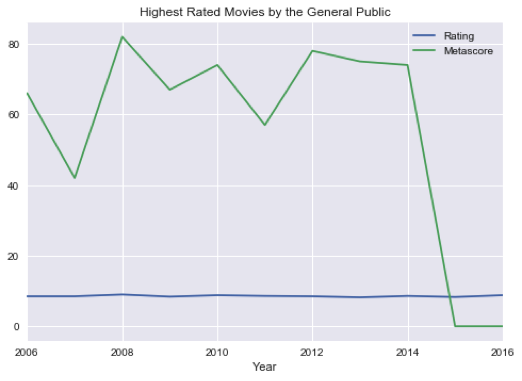 Highest Rated Movies by the General Public
Rating
Metascore
80
60
40
20
0
2006 2008 2010 2012 2014 2016
Year